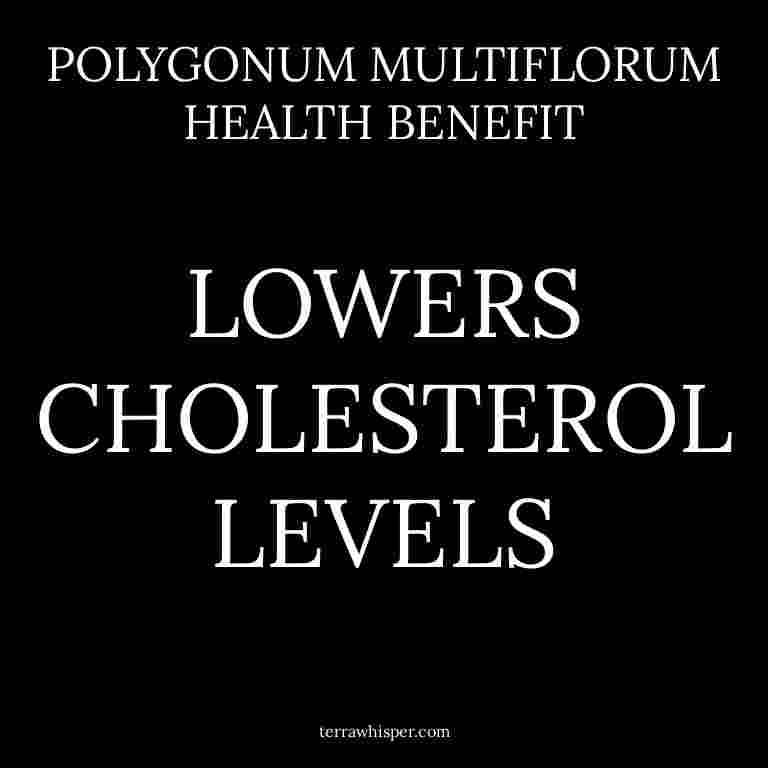 POLYGONUM MULTIFLORUM
HEALTH BENEFIT
LOWERS
CHOLESTEROL
LEVELS
terrawhisper.com